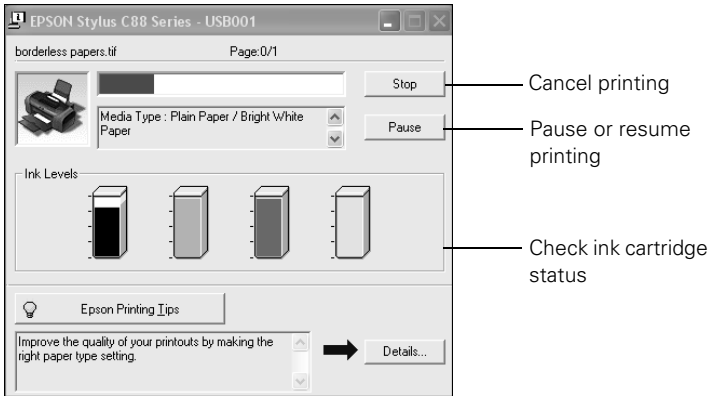 EPSON Stylus C88 Series - USB001
borderless papers.tif Page:0/1
Stop
Cancel printing
Media Type : Plain Paper / Bright White
Paper
Pause
Pause or resume
printing
Ink Levels
Check ink cartridge
status
Epson Printing Tips
Improve the quality of your printouts by making the
right paper type setting.
Details...